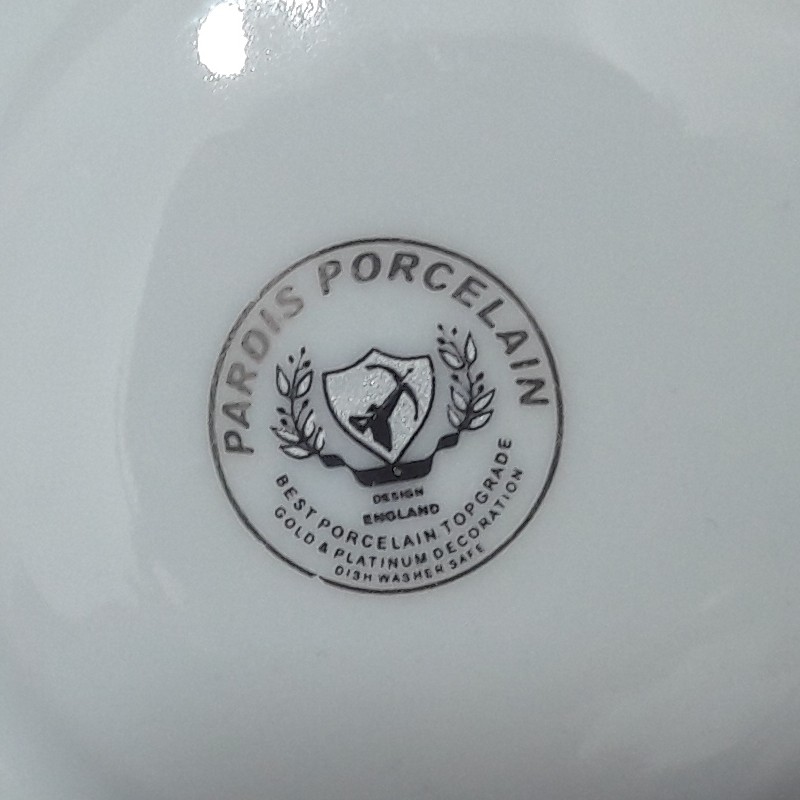 PARDIS PORCELAIN
DESIGN
ENGLAND
BEST PORCELAIN TOPGRADE
GOLD & PLATINUM DECORATION
DISH WASHER SAFE